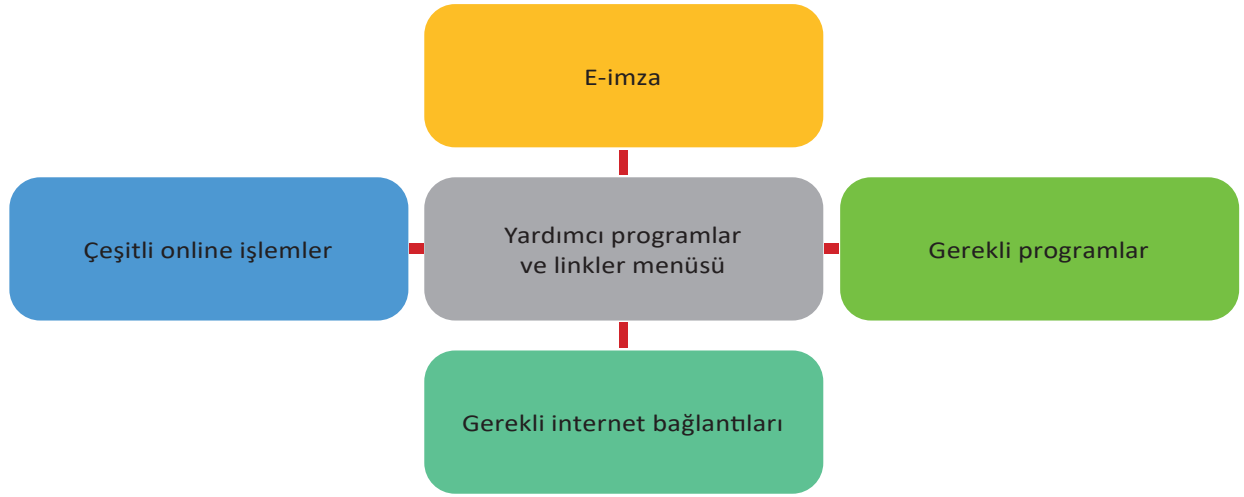 E-imza
Çeşitli online işlemler
Yardımcı programlar
ve linkler menüsü
Gerekli programlar
Gerekli internet bağlantıları